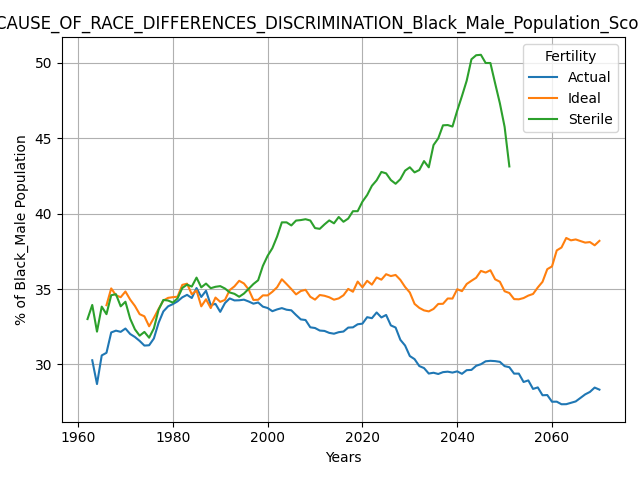 CAUSE_OF_RACE_DIFFERENCES_DISCRIMINATION_Black_Male_Population_Sco
Fertility
Actual
Ideal
Sterile
% of Black_Male Population
50
45
40
35
30
1960
1980
2000
2020
2040
2060
Years